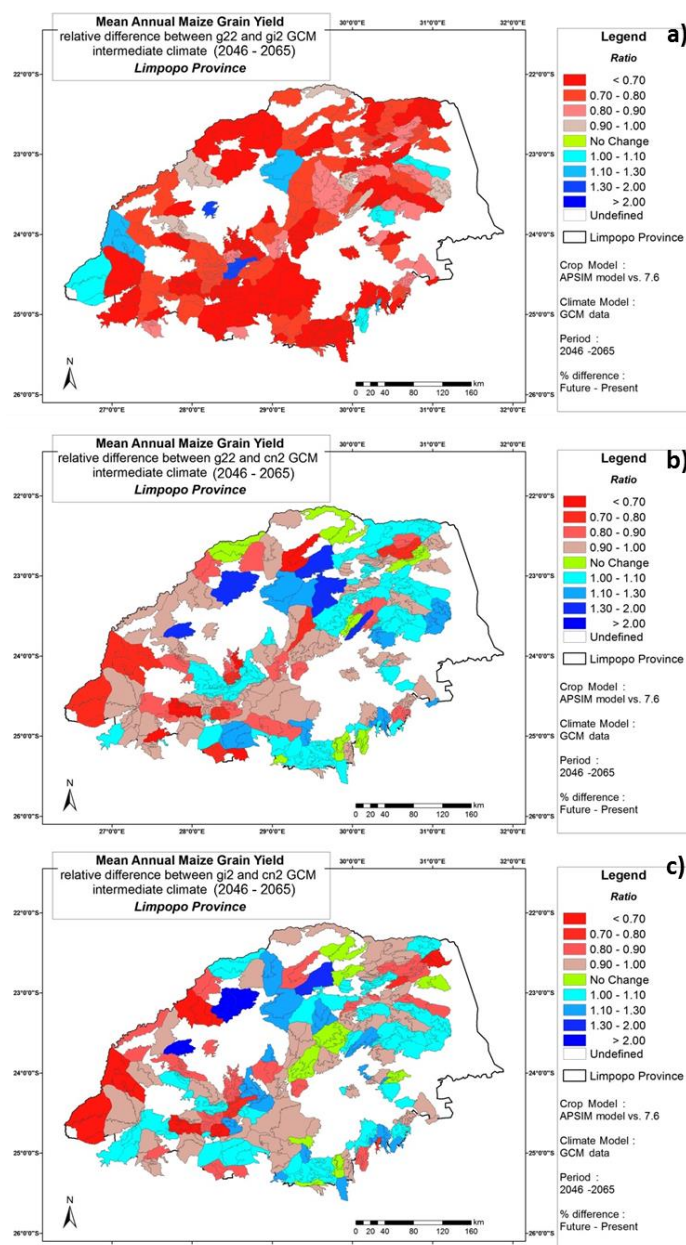 Mean Annual Maize Grain Yield
relative difference between g22 and gi2 GCM
intermediate climate (2046 - 2065)
Limpopo Province
a)
Legend
Ratio
< 0.70
0.70 - 0.80
0.80 - 0.90
0.90 - 1.00
No Change
1.00 - 1.10
1.10 - 1.30
1.30 - 2.00
> 2.00
Undefined
Limpopo Province
Crop Model :
APSIM model vs. 7.6
Climate Model :
GCM data
Period :
2046 -2065
% difference :
Future - Present
22°0'0"S
23°0'0"S
24°0'0"S
25°0'0"S
26°0'0"S
N
0 20 40 80 120 160
km
27°0'0"E
28°0'0"E
29°0'0"E
30°0'0"E
31°0'0"E
32°0'0"E
Mean Annual Maize Grain Yield
relative difference between g22 and cn2 GCM
intermediate climate (2046 - 2065)
Limpopo Province
b)
30°0'0"E
31°0'0"E
32°0'0"E
Legend
Ratio
< 0.70
0.70 - 0.80
0.80 - 0.90
0.90 - 1.00
No Change
1.00 - 1.10
1.10 - 1.30
1.30 - 2.00
> 2.00
Undefined
Limpopo Province
Crop Model :
APSIM model vs. 7.6
Climate Model :
GCM data
Period :
2046 -2065
% difference :
Future - Present
22°0'0"S
23°0'0"S
24°0'0"S
25°0'0"S
26°0'0"S
N
0 20 40 80 120 160
km
27°0'0"E
28°0'0"E
29°0'0"E
30°0'0"E
31°0'0"E
32°0'0"E
Mean Annual Maize Grain Yield
relative difference between gi2 and cn2 GCM
intermediate climate (2046 - 2065)
Limpopo Province
c)
Legend
Ratio
< 0.70
0.70 - 0.80
0.80 - 0.90
0.90 - 1.00
No Change
1.00 - 1.10
1.10 - 1.30
1.30 - 2.00
> 2.00
Undefined
Limpopo Province
Crop Model :
APSIM model vs. 7.6
Climate Model :
GCM data
Period :
2046 -2065
% difference :
Future - Present
22°0'0"S
23°0'0"S
24°0'0"S
25°0'0"S
26°0'0"S
N
0 20 40 80 120 160
km
27°0'0"E
28°0'0"E
29°0'0"E
30°0'0"E
31°0'0"E
32°0'0"E